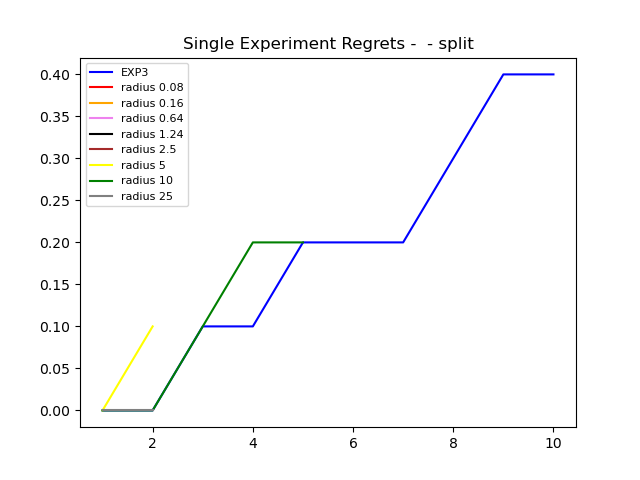 Single Experiment Regrets -  - split
EXP3
radius 0.08
radius 0.16
radius 0.64
radius 1.24
radius 2.5
radius 5
radius 10
radius 25
0.40
0.35
0.30
0.25
0.20
0.15
0.10
0.05
0.00
2 4 6 8 10